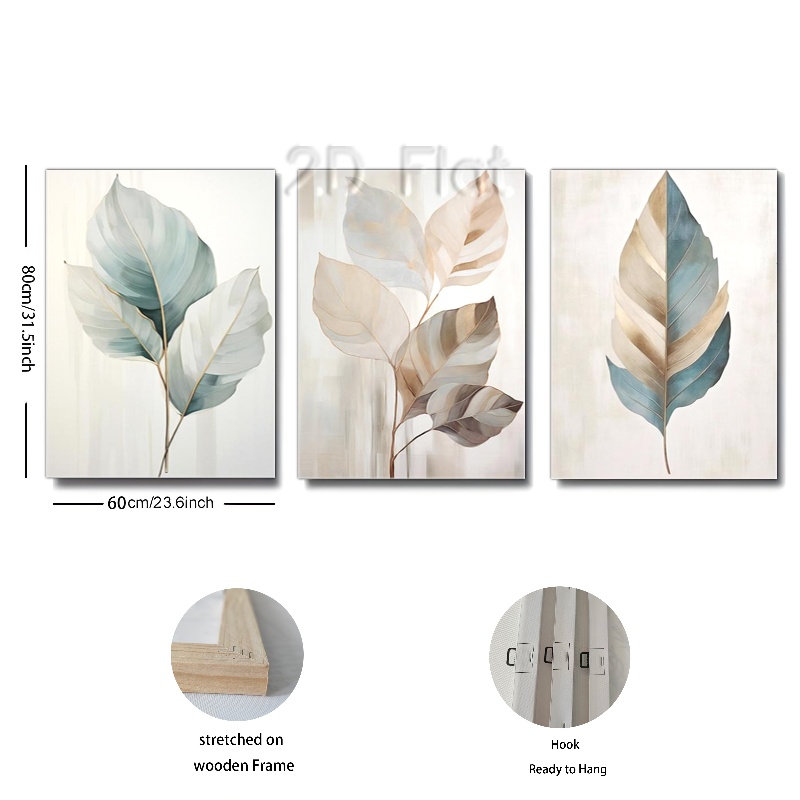 2D Flat
80cm/31.5inch
60cm/23.6inch
stretched on
wooden Frame
Hook
Ready to Hang